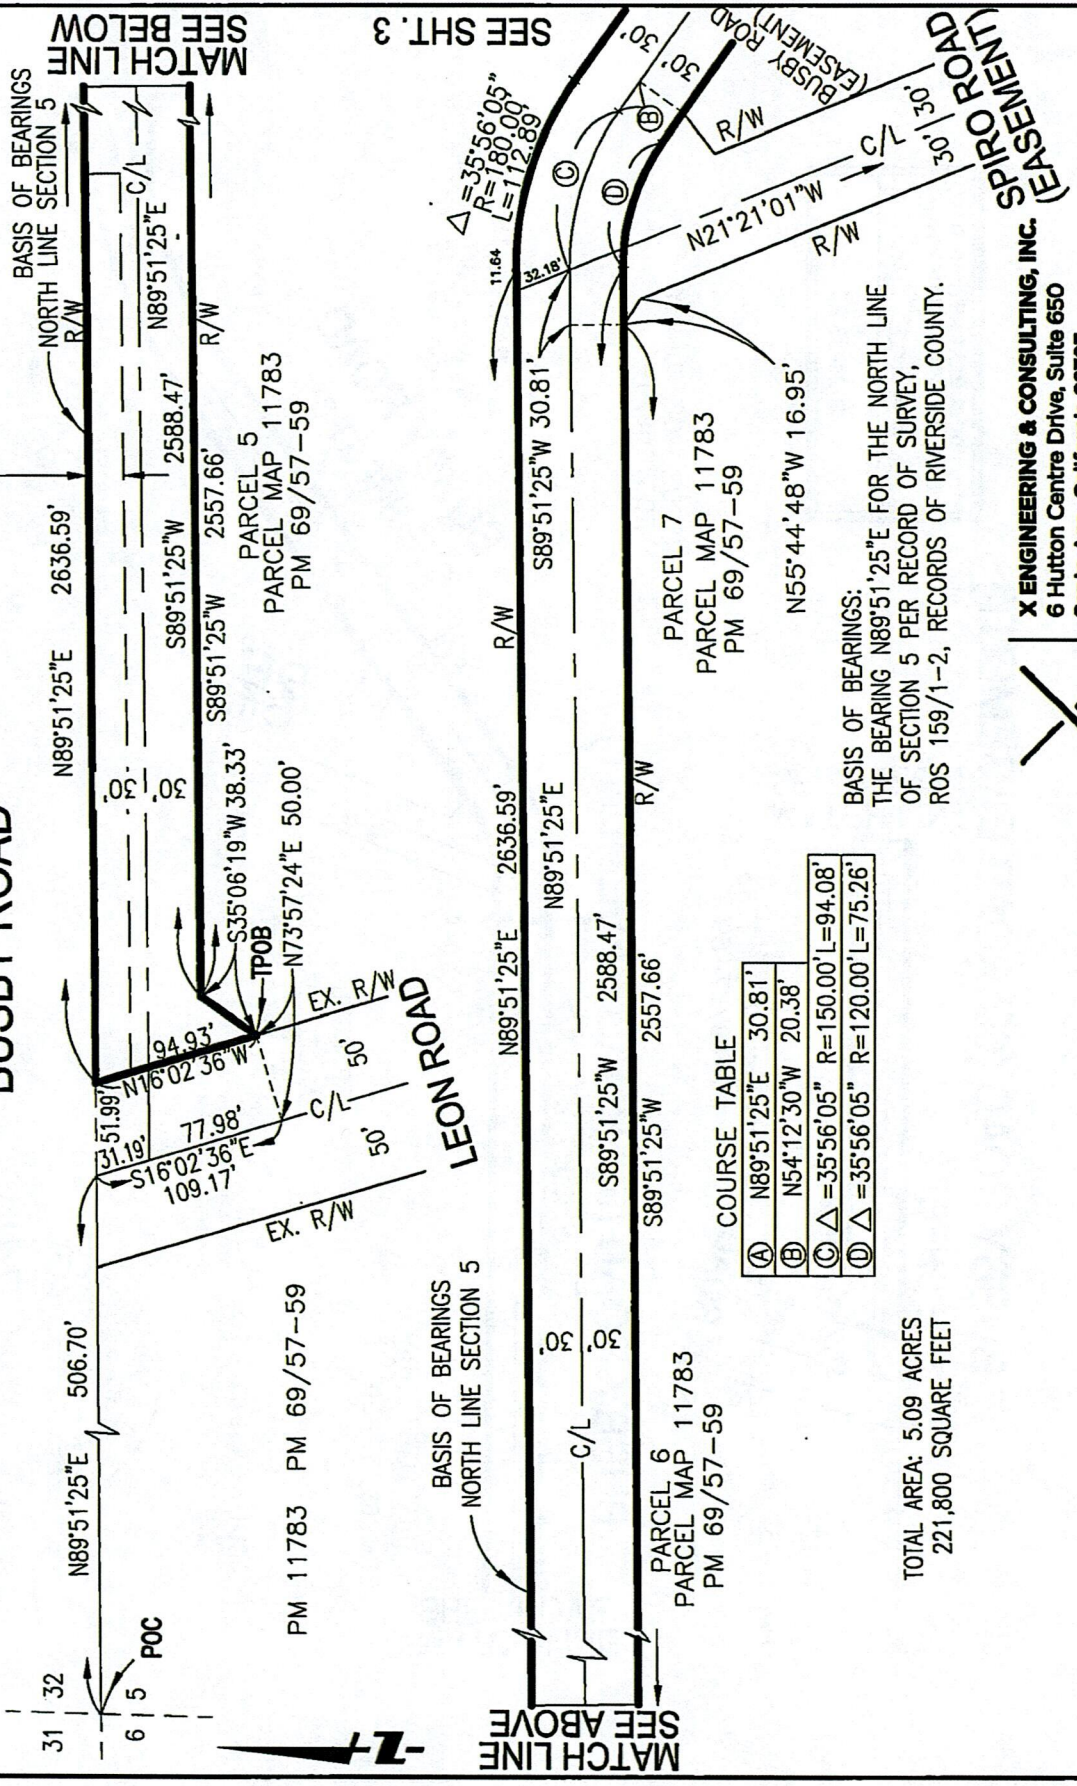 BUSBY ROAD
31
32
6
5
POC
N89°51'25"E 506.70'
51.99'
31.19'
77.98'
S16°02'36"E
109.17'
94.93'
N16°02'36"W
TPOB
S35°06'19"W 38.33'
N73°57'24"E 50.00'
EX. R/W
50'
C/L
50'
EX. R/W
LEON ROAD
PM 11783 PM 69/57-59
N89°51'25"E 2636.59'
30'
30'
S89°51'25"W 2588.47'
S89°51'25"W 2557.66'
PARCEL 5
PARCEL MAP 11783
PM 69/57-59
BASIS OF BEARINGS
NORTH LINE SECTION 5
R/W
N89°51'25"E
C/L
R/W
MATCH LINE
SEE BELOW
MATCH LINE
SEE ABOVE
BASIS OF BEARINGS
NORTH LINE SECTION 5
30'
30'
C/L
PARCEL 6
PARCEL MAP 11783
PM 69/57-59
N89°51'25"E 2636.59'
N89°51'25"E
S89°51'25"W 2588.47'
S89°51'25"W 2557.66'
R/W
R/W
PARCEL 7
PARCEL MAP 11783
PM 69/57-59
S89°51'25"W 30.81'
N55°44'48"W 16.95'
11.64
32.18'
△=35°56'05"
R=180.00'
L=112.89'
SEE SHT. 3
C
D
B
30'
30'
BUSBY ROAD
(EASEMENT)
R/W
N21°21'01"W
C/L
R/W
30'
30'
SPIRO ROAD
(EASEMENT)
COURSE TABLE
A N89°51'25"E 30.81'
B N54°12'30"W 20.38'
C △=35°56'05" R=150.00' L=94.08'
D △=35°56'05" R=120.00' L=75.26'
BASIS OF BEARINGS:
THE BEARING N89°51'25"E FOR THE NORTH LINE
OF SECTION 5 PER RECORD OF SURVEY,
ROS 159/1-2, RECORDS OF RIVERSIDE COUNTY.
TOTAL AREA: 5.09 ACRES
221,800 SQUARE FEET
X ENGINEERING & CONSULTING, INC.
6 Hutton Centre Drive, Suite 650